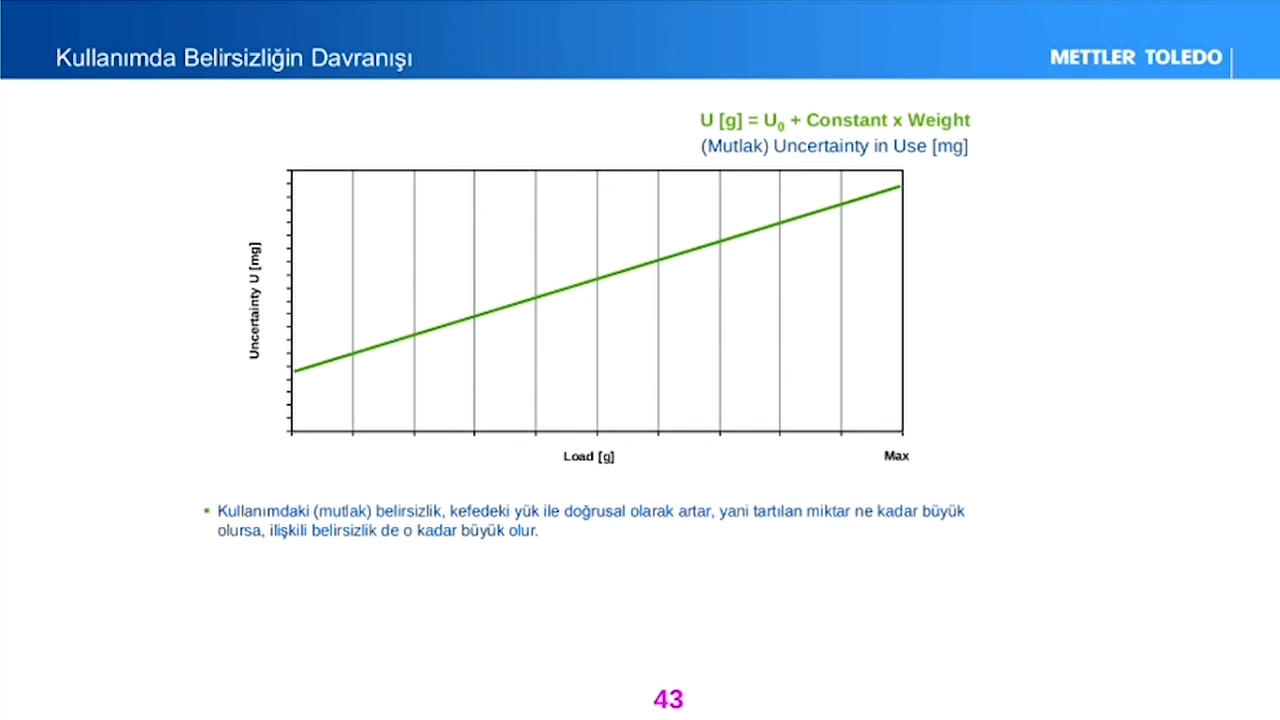 Kullanımda Belirsizliğin Davranışı
METTLER TOLEDO
U [g] = U₀ + Constant x Weight
(Mutlak) Uncertainty in Use [mg]
Uncertainty U [mg]
Load [g]
Max
▪ Kullanımdaki (mutlak) belirsizlik, kefedeki yük ile doğrusal olarak artar, yani tartılan miktar ne kadar büyük
olursa, ilişkili belirsizlik de o kadar büyük olur.
43